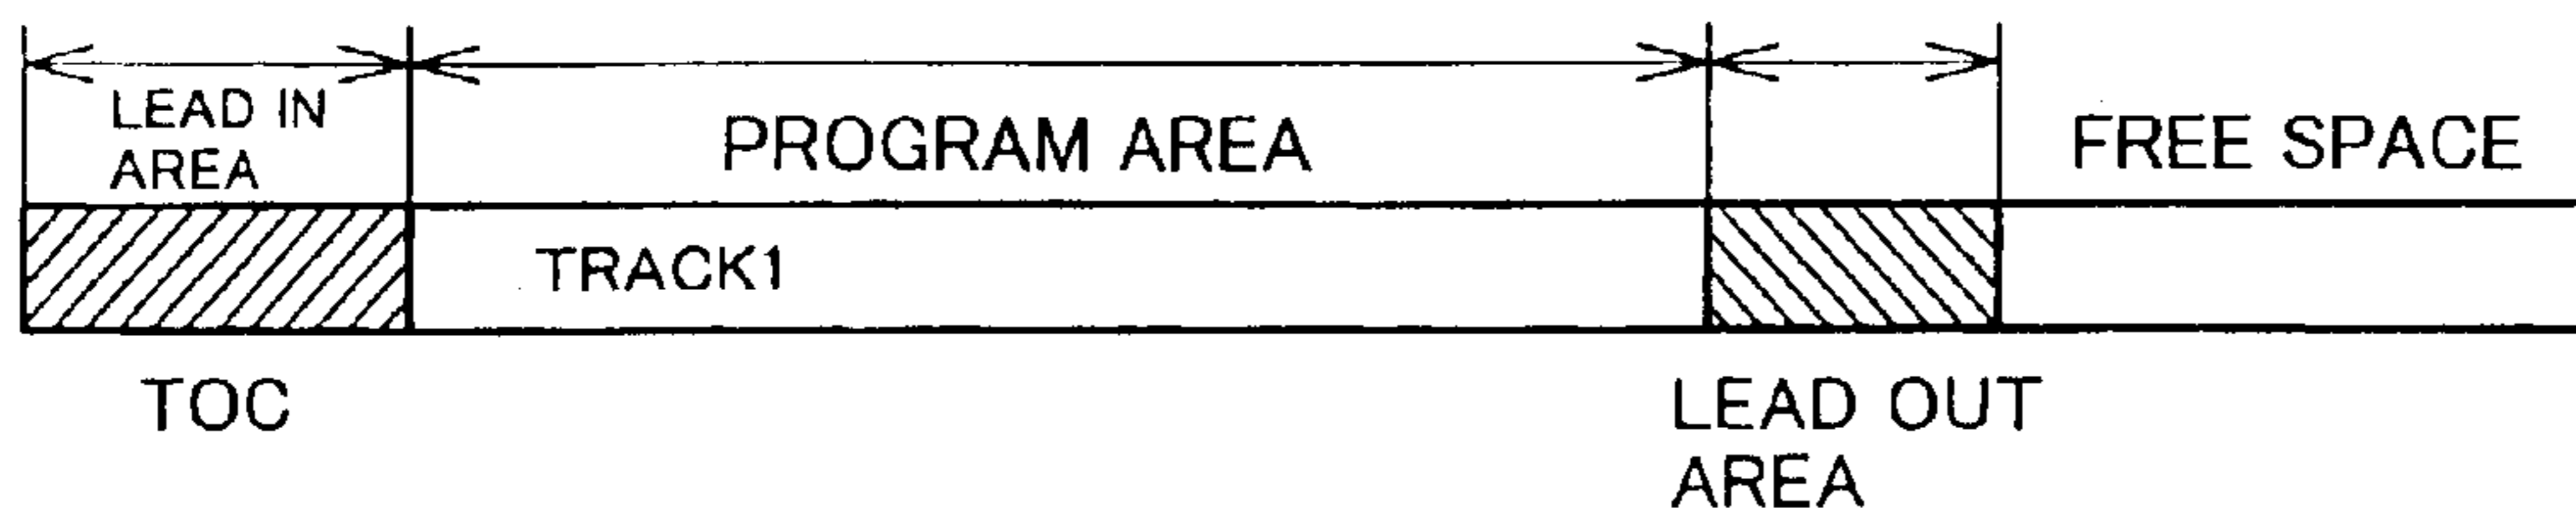 LEAD IN
AREA
PROGRAM AREA
FREE SPACE
TRACK1
TOC
LEAD OUT
AREA